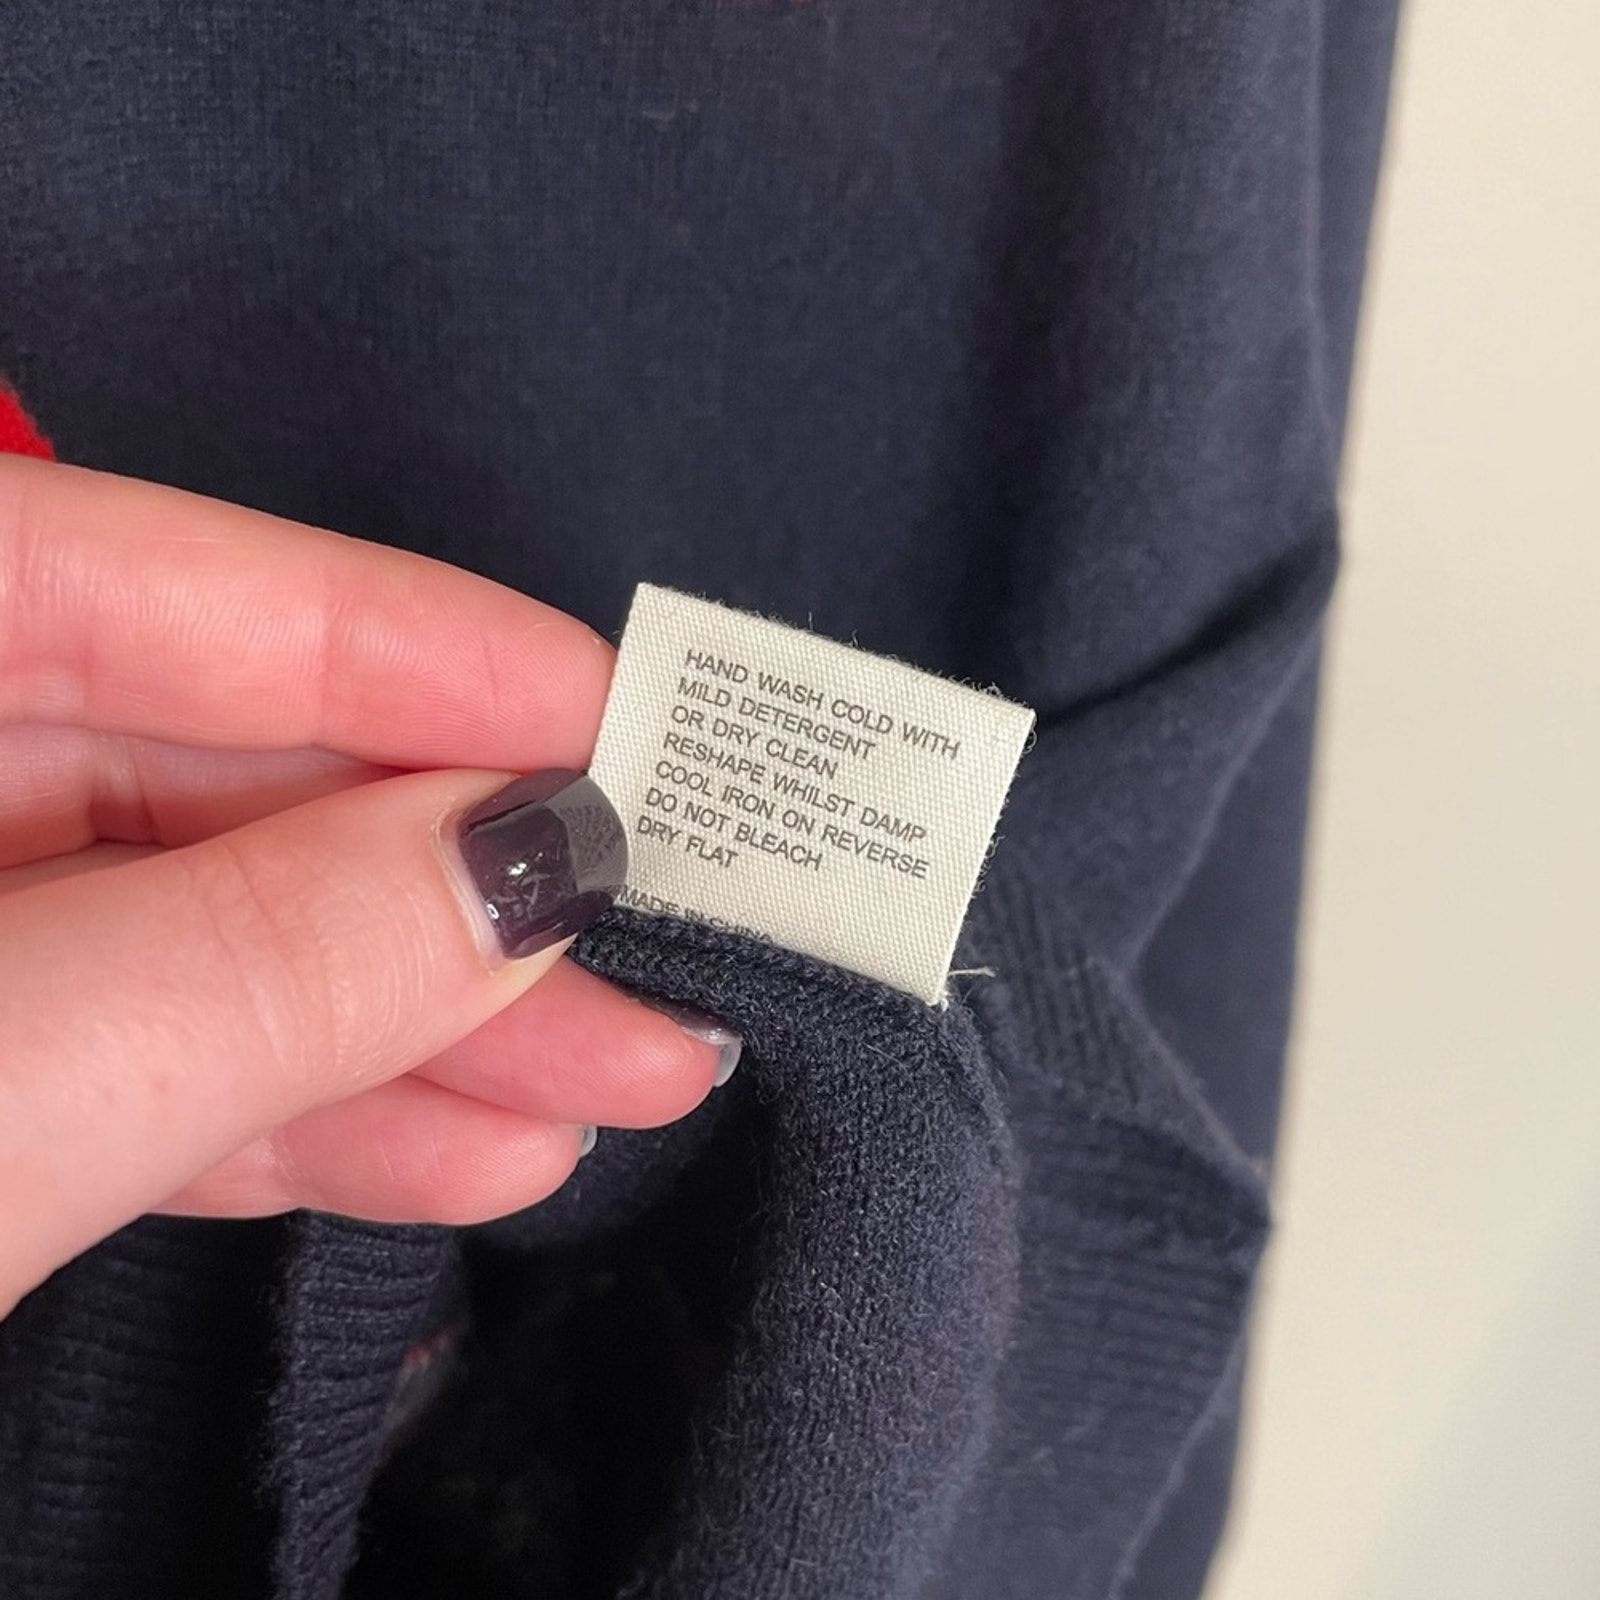 HAND WASH COLD WITH
MILD DETERGENT
OR DRY CLEAN
RESHAPE WHILST DAMP
COOL IRON ON REVERSE
DO NOT BLEACH
DRY FLAT
MADE IN CHINA